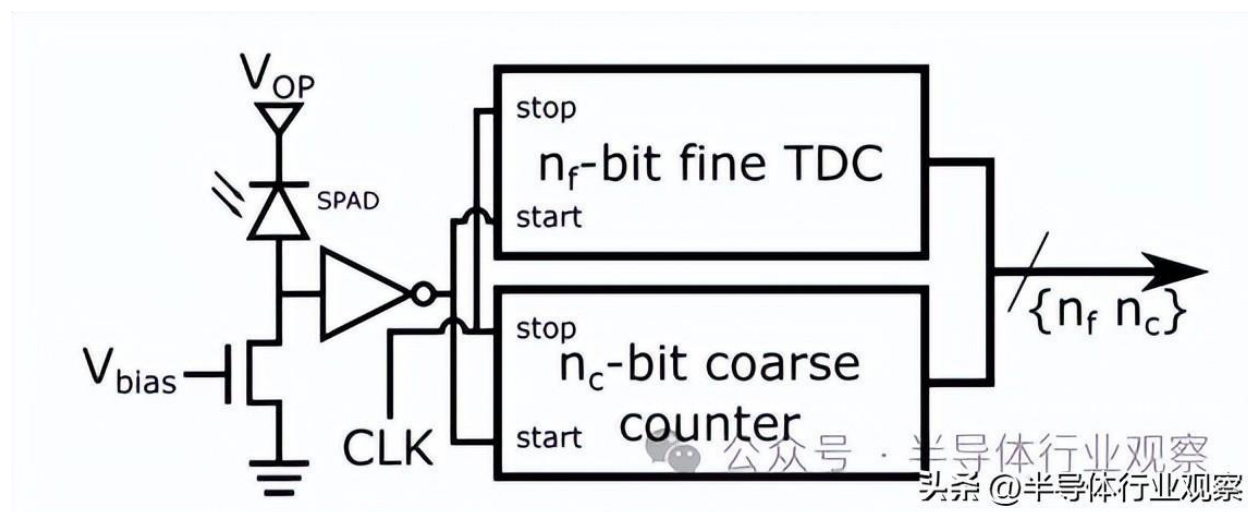 V_OP
SPAD
V_bias
CLK
stop
n_f-bit fine TDC
start
stop
n_c-bit coarse
counter
start
{n_f n_c}
公众号 · 半导体行业观察
头条 @半导体行业观察